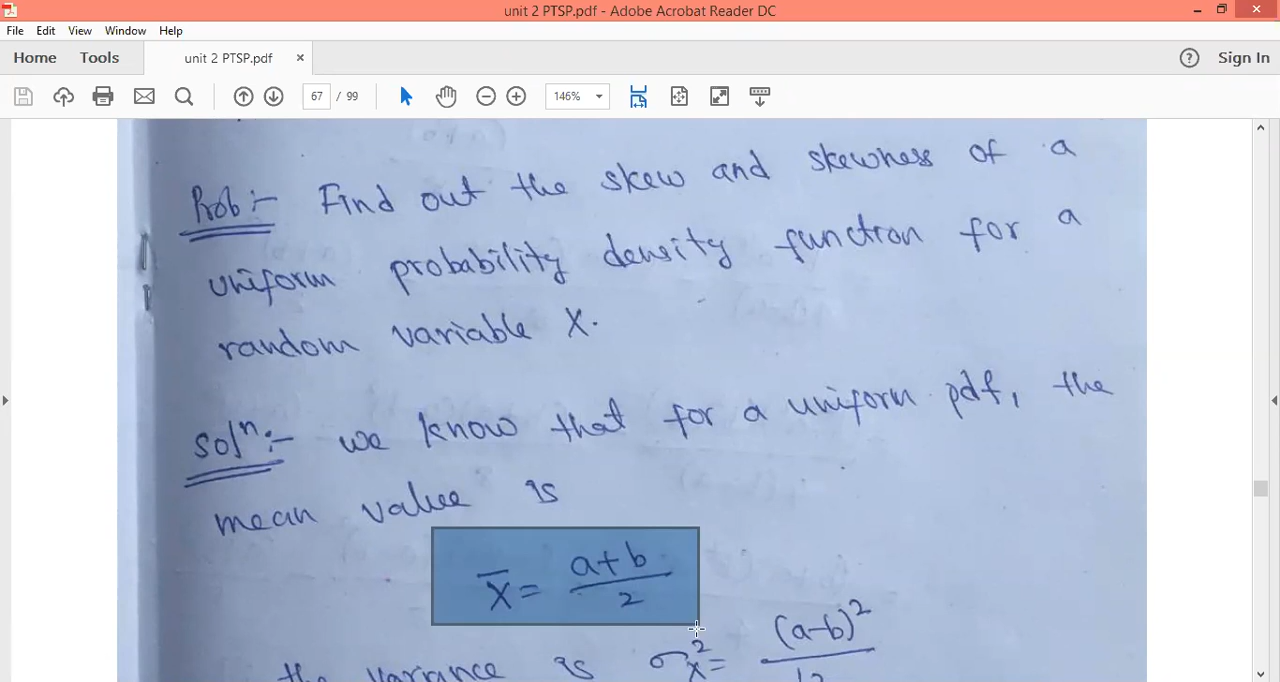 unit 2 PTSP.pdf - Adobe Acrobat Reader DC
File Edit View Window Help
Home Tools unit 2 PTSP.pdf × ? Sign In
67 / 99 146%
Prob:- Find out the skew and skewness of a
uniform probability density function for a
random variable X.
Solⁿ:- we know that for a uniform pdf, the
mean value is
X̅ = a+b/2
the variance is σx² = (a-b)²/12